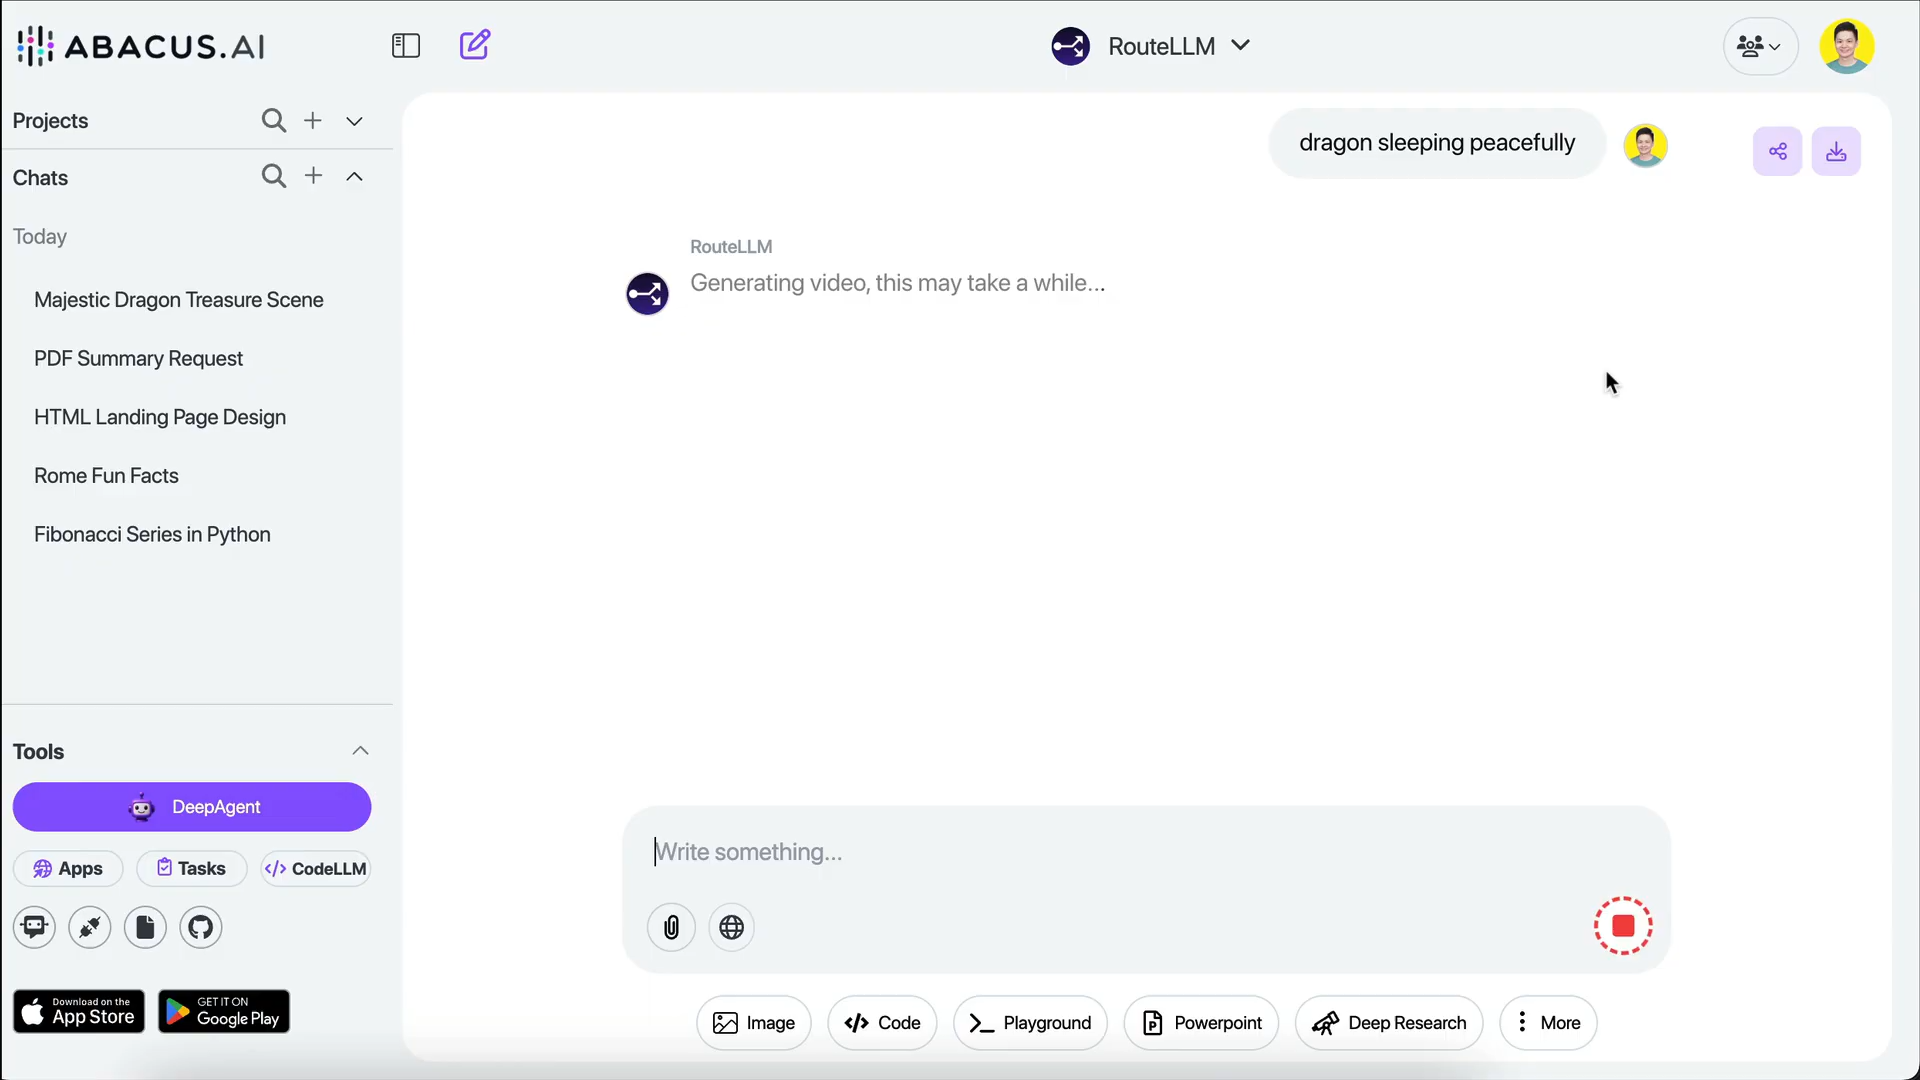 ABACUS.AI
RouteLLM
Projects
Chats
Today
Majestic Dragon Treasure Scene
PDF Summary Request
HTML Landing Page Design
Rome Fun Facts
Fibonacci Series in Python
Tools
DeepAgent
Apps
Tasks
CodeLLM
Download on the
App Store
GET IT ON
Google Play
dragon sleeping peacefully
RouteLLM
Generating video, this may take a while...
Write something...
Image
Code
Playground
Powerpoint
Deep Research
More